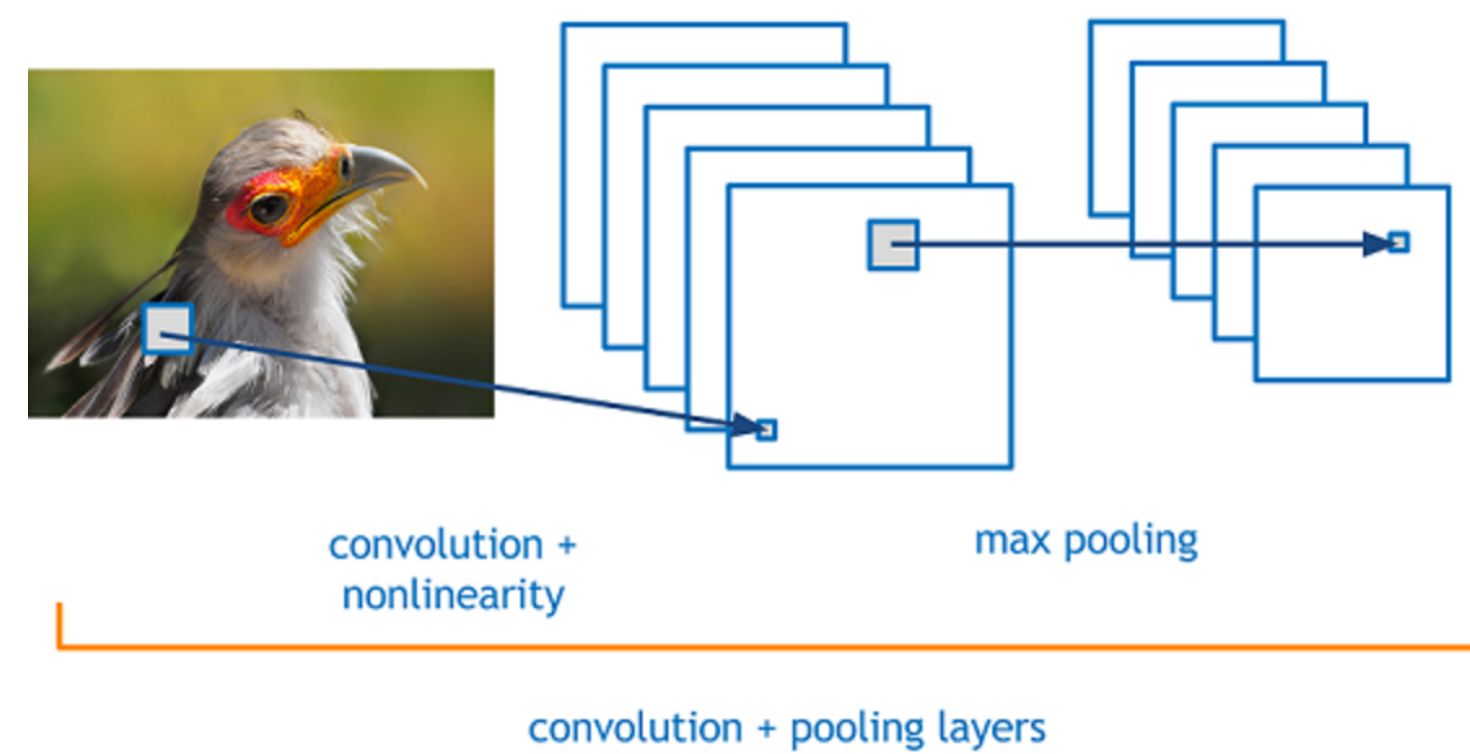 convolution +
nonlinearity
max pooling
convolution + pooling layers